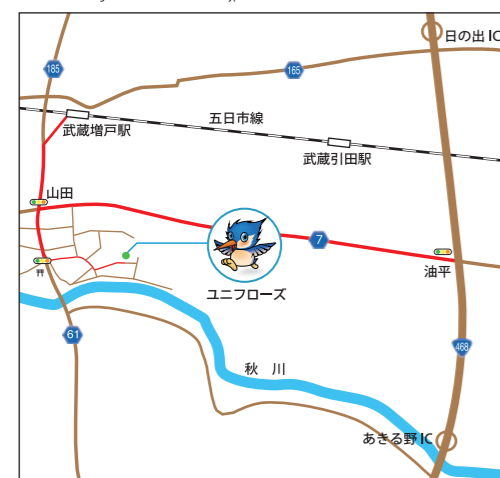 日の出 IC
185
165
五日市線
武蔵増戸駅
武蔵引田駅
山田
7
油平
ユニフローズ
61
468
秋 川
あきる野 IC